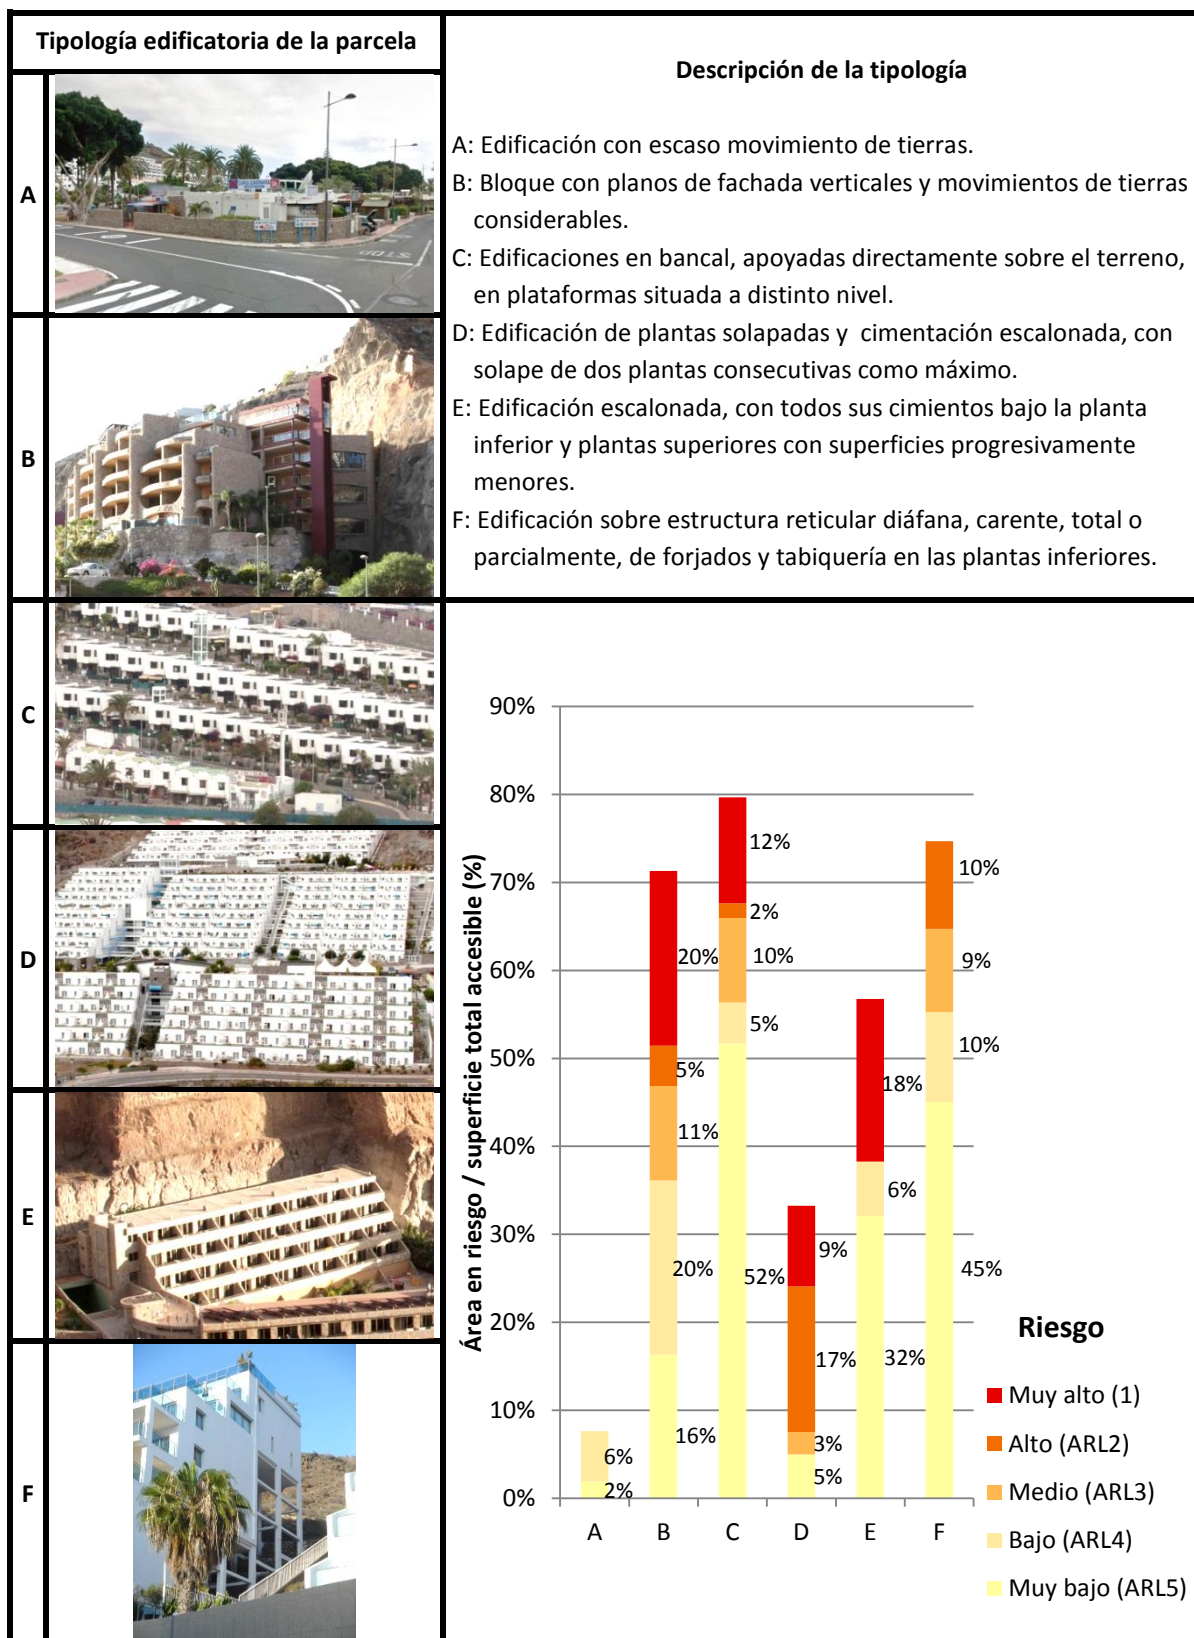 Tipología edificatoria de la parcela
Descripción de la tipología
A: Edificación con escaso movimiento de tierras.
B: Bloque con planos de fachada verticales y movimientos de tierras
considerables.
C: Edificaciones en bancal, apoyadas directamente sobre el terreno,
en plataformas situada a distinto nivel.
D: Edificación de plantas solapadas y cimentación escalonada, con
solape de dos plantas consecutivas como máximo.
E: Edificación escalonada, con todos sus cimientos bajo la planta
inferior y plantas superiores con superficies progresivamente
menores.
F: Edificación sobre estructura reticular diáfana, carente, total o
parcialmente, de forjados y tabiquería en las plantas inferiores.
A
STOP
B
C
D
E
F
Área en riesgo / superficie total accesible (%)
90%
80%
70%
60%
50%
40%
30%
20%
10%
0%
6%
2%
20%
5%
11%
20%
16%
12%
2%
10%
5%
52%
9%
17%
3%
5%
18%
6%
32%
10%
9%
10%
45%
A B C D E F
Riesgo
Muy alto (1)
Alto (ARL2)
Medio (ARL3)
Bajo (ARL4)
Muy bajo (ARL5)